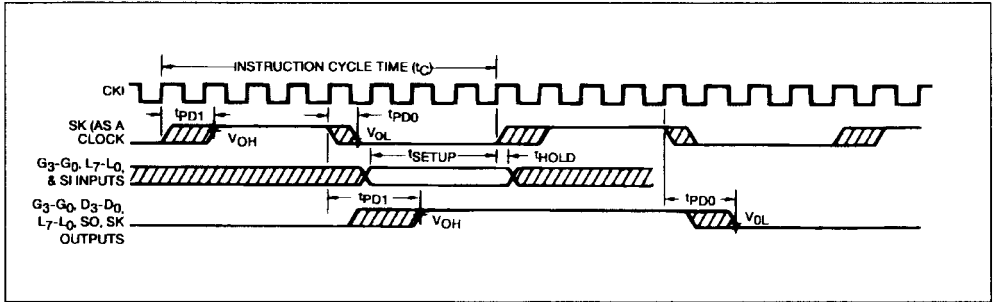 INSTRUCTION CYCLE TIME (tC)
CKI
tPD1
tPD0
SK (AS A
CLOCK
VOH
VOL
tSETUP
tHOLD
G3-G0, L7-L0,
& SI INPUTS
tPD1
tPD0
G3-G0, D3-D0,
L7-L0, SO, SK
OUTPUTS
VOH
VOL